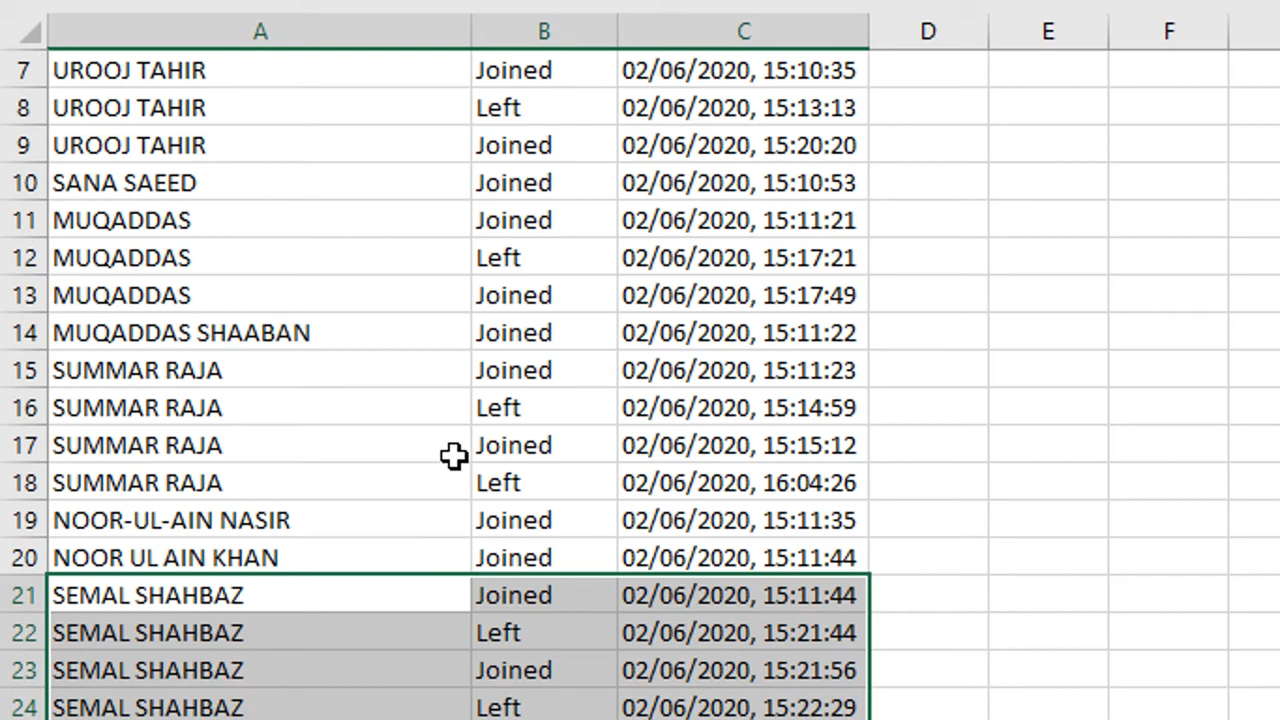 A B C D E F
7 UROOJ TAHIR Joined 02/06/2020, 15:10:35
8 UROOJ TAHIR Left 02/06/2020, 15:13:13
9 UROOJ TAHIR Joined 02/06/2020, 15:20:20
10 SANA SAEED Joined 02/06/2020, 15:10:53
11 MUQADDAS Joined 02/06/2020, 15:11:21
12 MUQADDAS Left 02/06/2020, 15:17:21
13 MUQADDAS Joined 02/06/2020, 15:17:49
14 MUQADDAS SHAABAN Joined 02/06/2020, 15:11:22
15 SUMMAR RAJA Joined 02/06/2020, 15:11:23
16 SUMMAR RAJA Left 02/06/2020, 15:14:59
17 SUMMAR RAJA Joined 02/06/2020, 15:15:12
18 SUMMAR RAJA Left 02/06/2020, 16:04:26
19 NOOR-UL-AIN NASIR Joined 02/06/2020, 15:11:35
20 NOOR UL AIN KHAN Joined 02/06/2020, 15:11:44
21 SEMAL SHAHBAZ Joined 02/06/2020, 15:11:44
22 SEMAL SHAHBAZ Left 02/06/2020, 15:21:44
23 SEMAL SHAHBAZ Joined 02/06/2020, 15:21:56
24 SEMAL SHAHBAZ Left 02/06/2020, 15:22:29